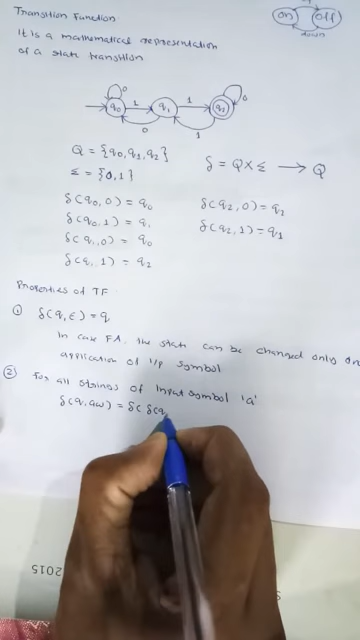 Transition Function
on off
down
It is a mathematical representation
of a state transition
0 0
q0 1 q1 1 q2
0 1
Q = {q0, q1, q2}
Σ = {0,1}
δ = Q × Σ → Q
δ(q0, 0) = q0
δ(q2, 0) = q2
δ(q0, 1) = q1
δ(q2, 1) = q1
δ(q1, 0) = q0
δ(q1, 1) = q2
Properties of TF
① δ(q, ε) = q
In case FA, the state can be changed only on
application of i/p symbol
② For all strings of input symbol 'a'
δ(q, aw) = δ( δ(q
2015